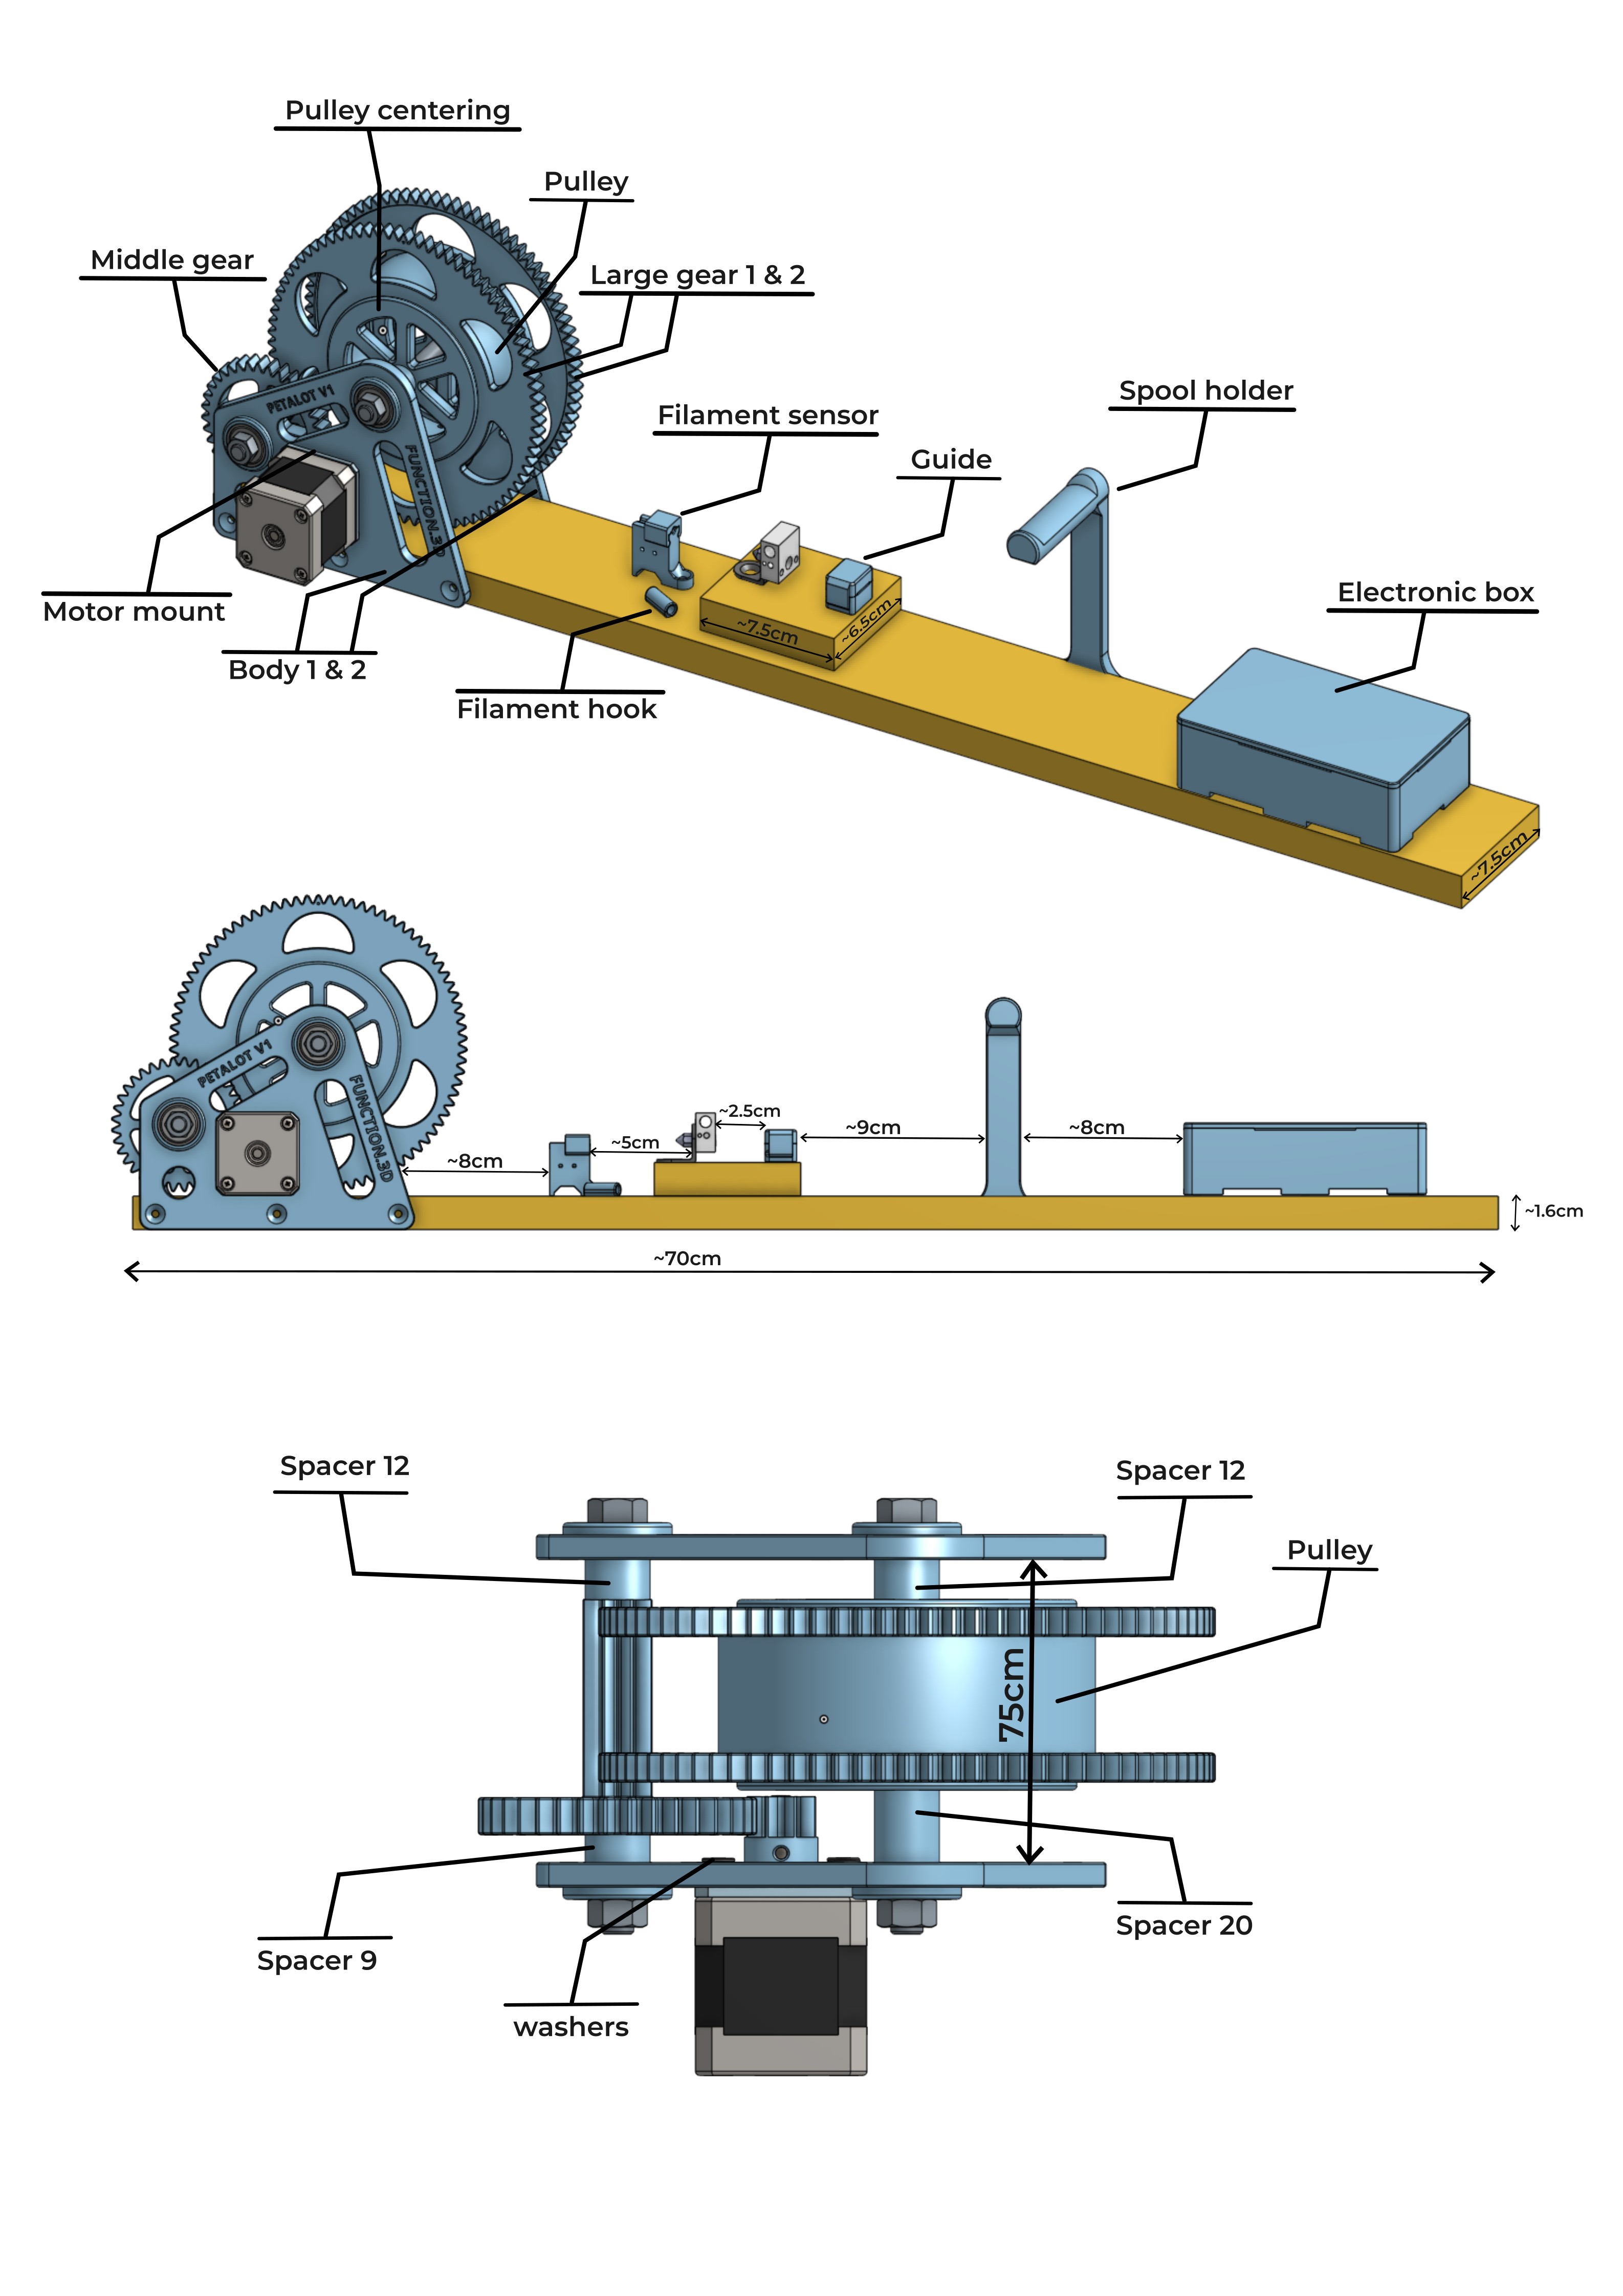 Pulley centering
Pulley
Middle gear
Large gear 1 & 2
PETALOT V1
FUNCTION.3D
Filament sensor
Guide
Spool holder
Electronic box
Motor mount
Body 1 & 2
Filament hook
~7.5cm
~6.5cm
~7.5cm
PETALOT V1
FUNCTION.3D
~8cm
~5cm
~2.5cm
~9cm
~8cm
~1.6cm
~70cm
Spacer 12
Spacer 12
Pulley
75cm
Spacer 9
Spacer 20
washers